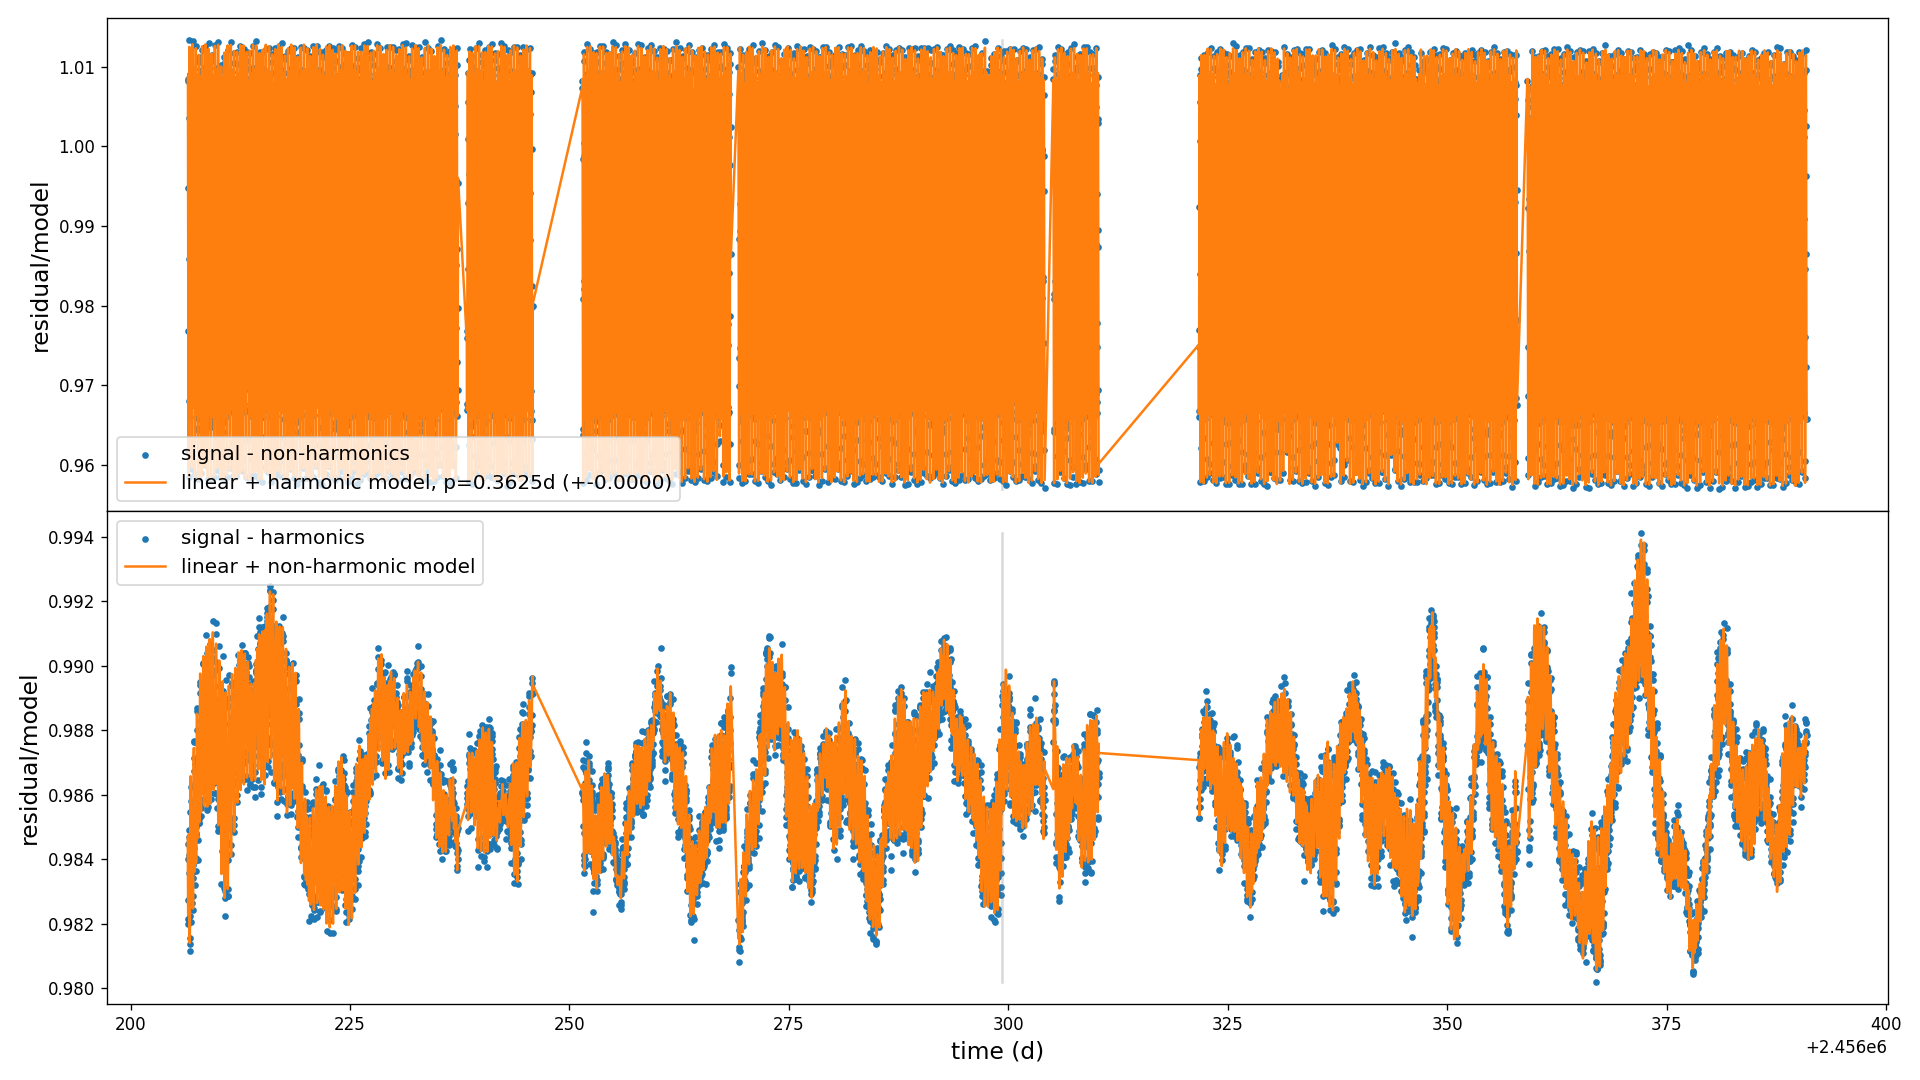 1.01
1.00
0.99
0.98
0.97
0.96
residual/model
signal - non-harmonics
linear + harmonic model, p=0.3625d (+-0.0000)
0.994
0.992
0.990
0.988
0.986
0.984
0.982
0.980
residual/model
signal - harmonics
linear + non-harmonic model
200 225 250 275 300 325 350 375 400
time (d)
+2.456e6